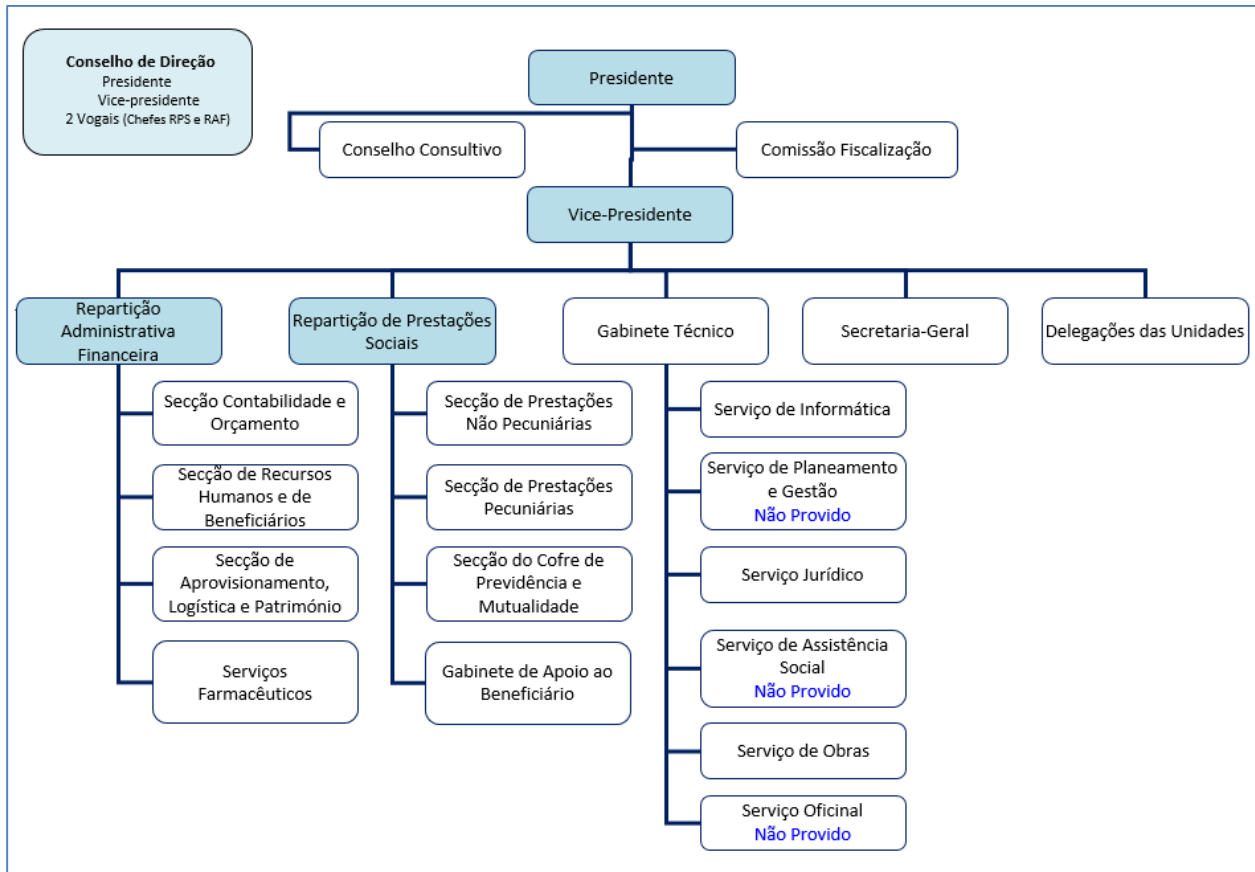 Conselho de Direção
Presidente
Vice-presidente
2 Vogais (Chefes RPS e RAF)
Presidente
Conselho Consultivo
Comissão Fiscalização
Vice-Presidente
Repartição
Administrativa
Financeira
Repartição de Prestações
Sociais
Gabinete Técnico
Secretaria-Geral
Delegações das Unidades
Secção Contabilidade e
Orçamento
Secção de Recursos
Humanos e de
Beneficiários
Secção de
Aprovisionamento,
Logística e Património
Serviços
Farmacêuticos
Secção de Prestações
Não Pecuniárias
Secção de Prestações
Pecuniárias
Secção do Cofre de
Previdência e
Mutualidade
Gabinete de Apoio ao
Beneficiário
Serviço de Informática
Serviço de Planeamento
e Gestão
Não Provido
Serviço Jurídico
Serviço de Assistência
Social
Não Provido
Serviço de Obras
Serviço Oficinal
Não Provido